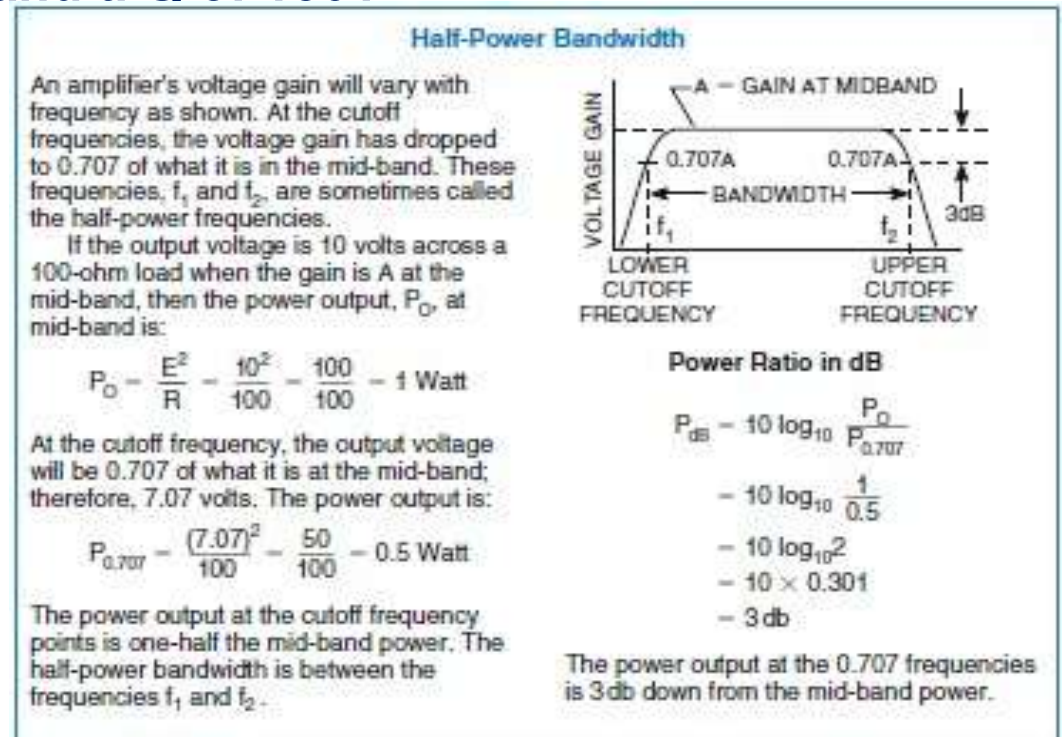 Half-Power Bandwidth
An amplifier's voltage gain will vary with
frequency as shown. At the cutoff
frequencies, the voltage gain has dropped
to 0.707 of what it is in the mid-band. These
frequencies, f₁ and f₂, are sometimes called
the half-power frequencies.
If the output voltage is 10 volts across a
100-ohm load when the gain is A at the
mid-band, then the power output, P_O, at
mid-band is:
P_O – E²/R – 10²/100 – 100/100 – 1 Watt
At the cutoff frequency, the output voltage
will be 0.707 of what it is at the mid-band;
therefore, 7.07 volts. The power output is:
P_0.707 – (7.07)²/100 – 50/100 – 0.5 Watt
The power output at the cutoff frequency
points is one-half the mid-band power. The
half-power bandwidth is between the
frequencies f₁ and f₂.
A – GAIN AT MIDBAND
VOLTAGE GAIN
0.707A
0.707A
BANDWIDTH
3dB
f₁
f₂
LOWER
CUTOFF
FREQUENCY
UPPER
CUTOFF
FREQUENCY
Power Ratio in dB
P_dB – 10 log₁₀ P_O/P_0.707
– 10 log₁₀ 1/0.5
– 10 log₁₀2
– 10 × 0.301
– 3 db
The power output at the 0.707 frequencies
is 3 db down from the mid-band power.